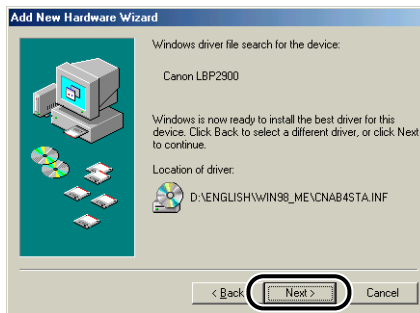 Add New Hardware Wizard
Windows driver file search for the device:
Canon LBP2900
Windows is now ready to install the best driver for this
device. Click Back to select a different driver, or click Next
to continue.
Location of driver:
D:\ENGLISH\WIN98_ME\CNAB4STA.INF
< Back
Next >
Cancel